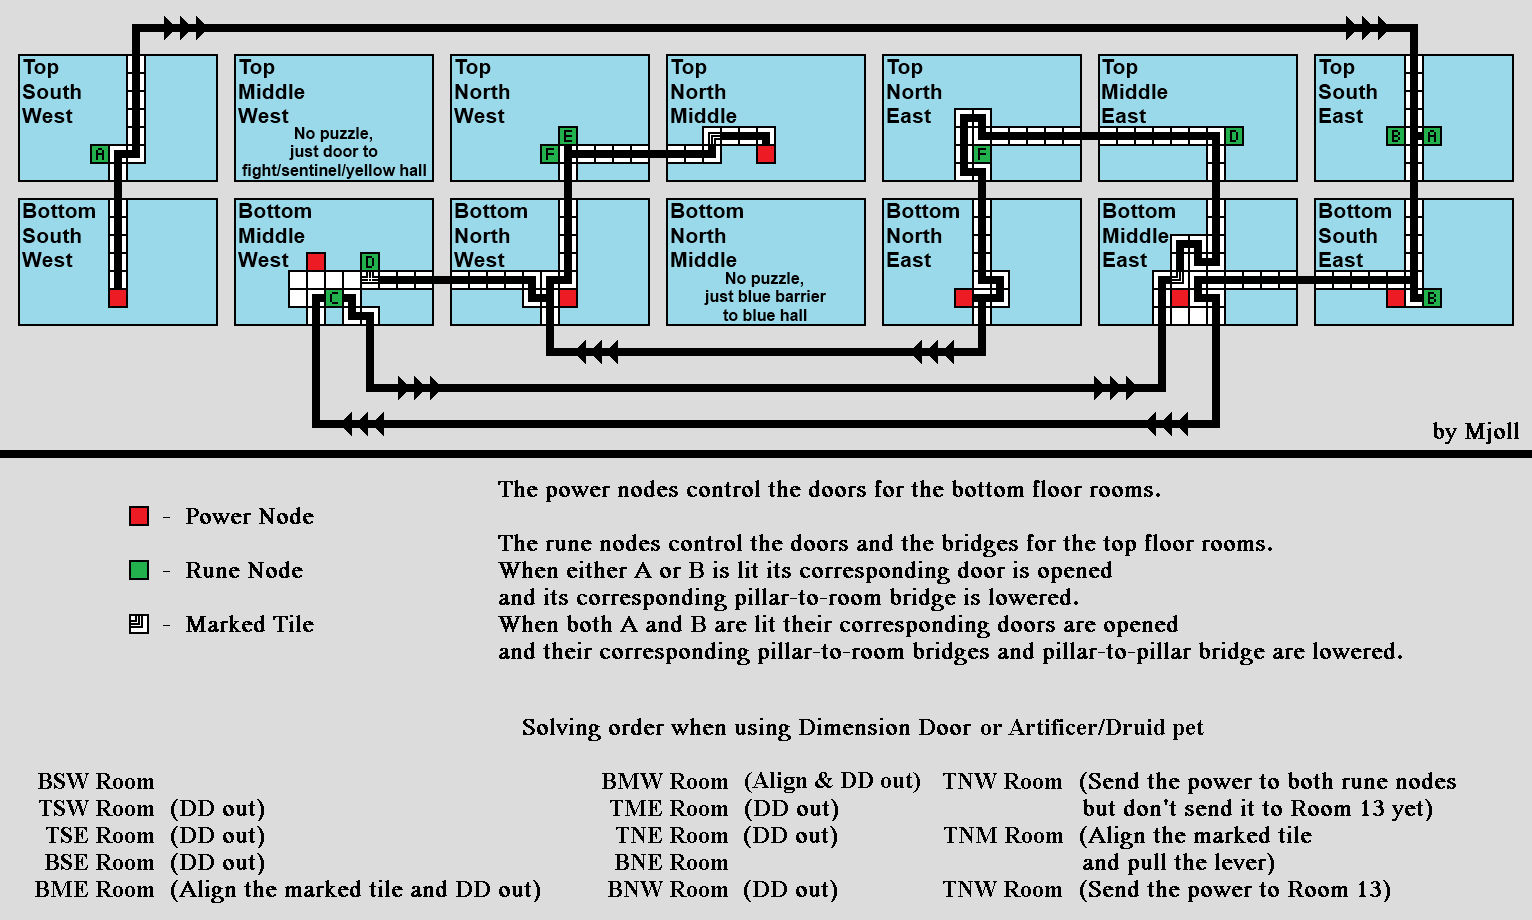 Top
South
West
A
Top
Middle
West
No puzzle,
just door to
fight/sentinel/yellow hall
Top
North
West
E
F
Top
North
Middle
Top
North
East
F
Top
Middle
East
D
Top
South
East
B
A
Bottom
South
West
Bottom
Middle
West
D
C
Bottom
North
West
Bottom
North
Middle
No puzzle,
just blue barrier
to blue hall
Bottom
North
East
Bottom
Middle
East
Bottom
South
East
B
by Mjoll
- Power Node
- Rune Node
- Marked Tile
The power nodes control the doors for the bottom floor rooms.
The rune nodes control the doors and the bridges for the top floor rooms.
When either A or B is lit its corresponding door is opened
and its corresponding pillar-to-room bridge is lowered.
When both A and B are lit their corresponding doors are opened
and their corresponding pillar-to-room bridges and pillar-to-pillar bridge are lowered.
Solving order when using Dimension Door or Artificer/Druid pet
BSW Room
TSW Room (DD out)
TSE Room (DD out)
BSE Room (DD out)
BME Room (Align the marked tile and DD out)
BMW Room (Align & DD out)
TME Room (DD out)
TNE Room (DD out)
BNE Room
BNW Room (DD out)
TNW Room (Send the power to both rune nodes
but don't send it to Room 13 yet)
TNM Room (Align the marked tile
and pull the lever)
TNW Room (Send the power to Room 13)